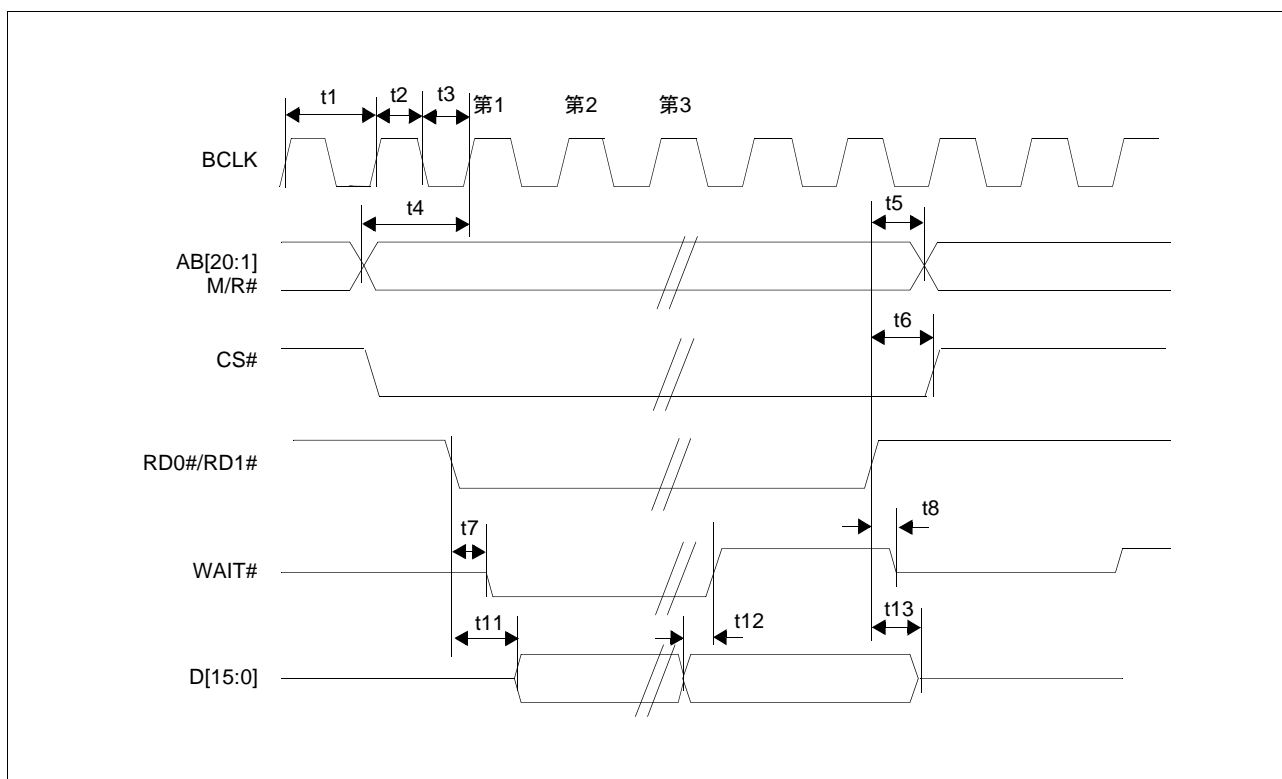 t1 t2 t3 第1 第2 第3
BCLK
t4 t5
AB[20:1]
M/R#
t6
CS#
RD0#/RD1#
t7 t8
WAIT#
t11 t12 t13
D[15:0]